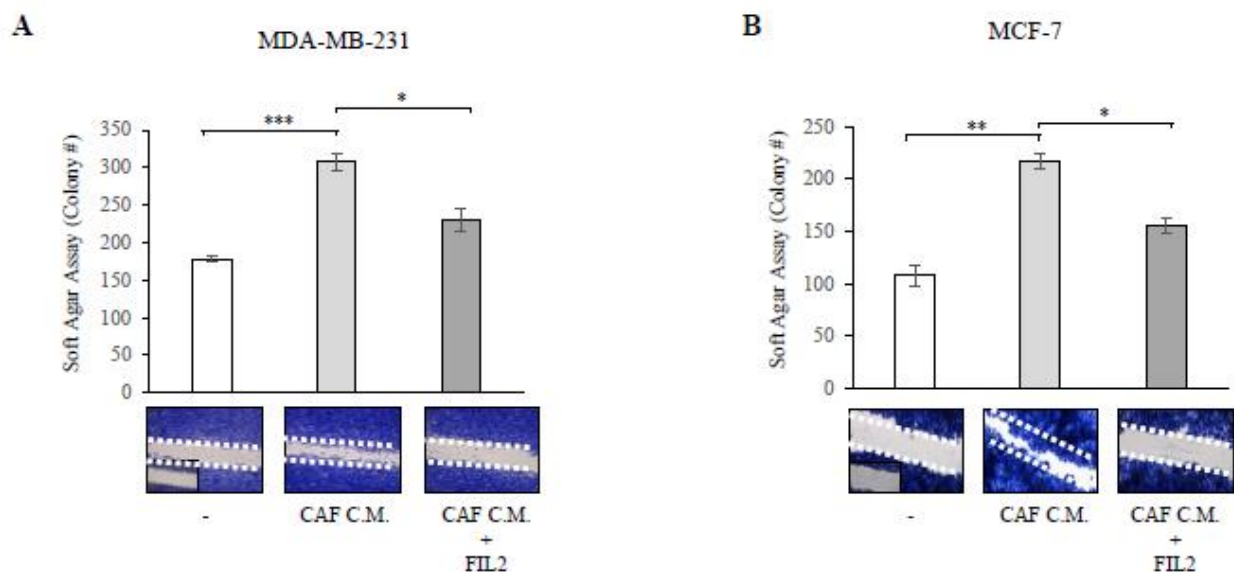 A
MDA-MB-231
***
*
Soft Agar Assay (Colony #)
350
300
250
200
150
100
50
0
-
CAF C.M.
CAF C.M.
+
FIL2
B
MCF-7
**
*
Soft Agar Assay (Colony #)
250
200
150
100
50
0
-
CAF C.M.
CAF C.M.
+
FIL2